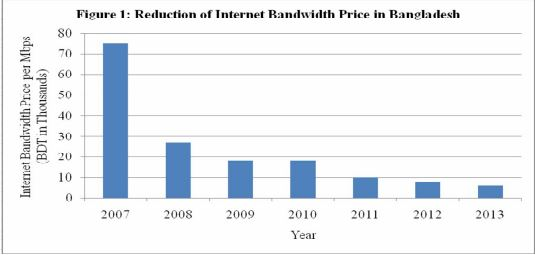 Figure 1: Reduction of Internet Bandwidth Price in Bangladesh
Internet Bandwidth Price per Mbps
(BDT in Thousands)
80
70
60
50
40
30
20
10
0
2007 2008 2009 2010 2011 2012 2013
Year